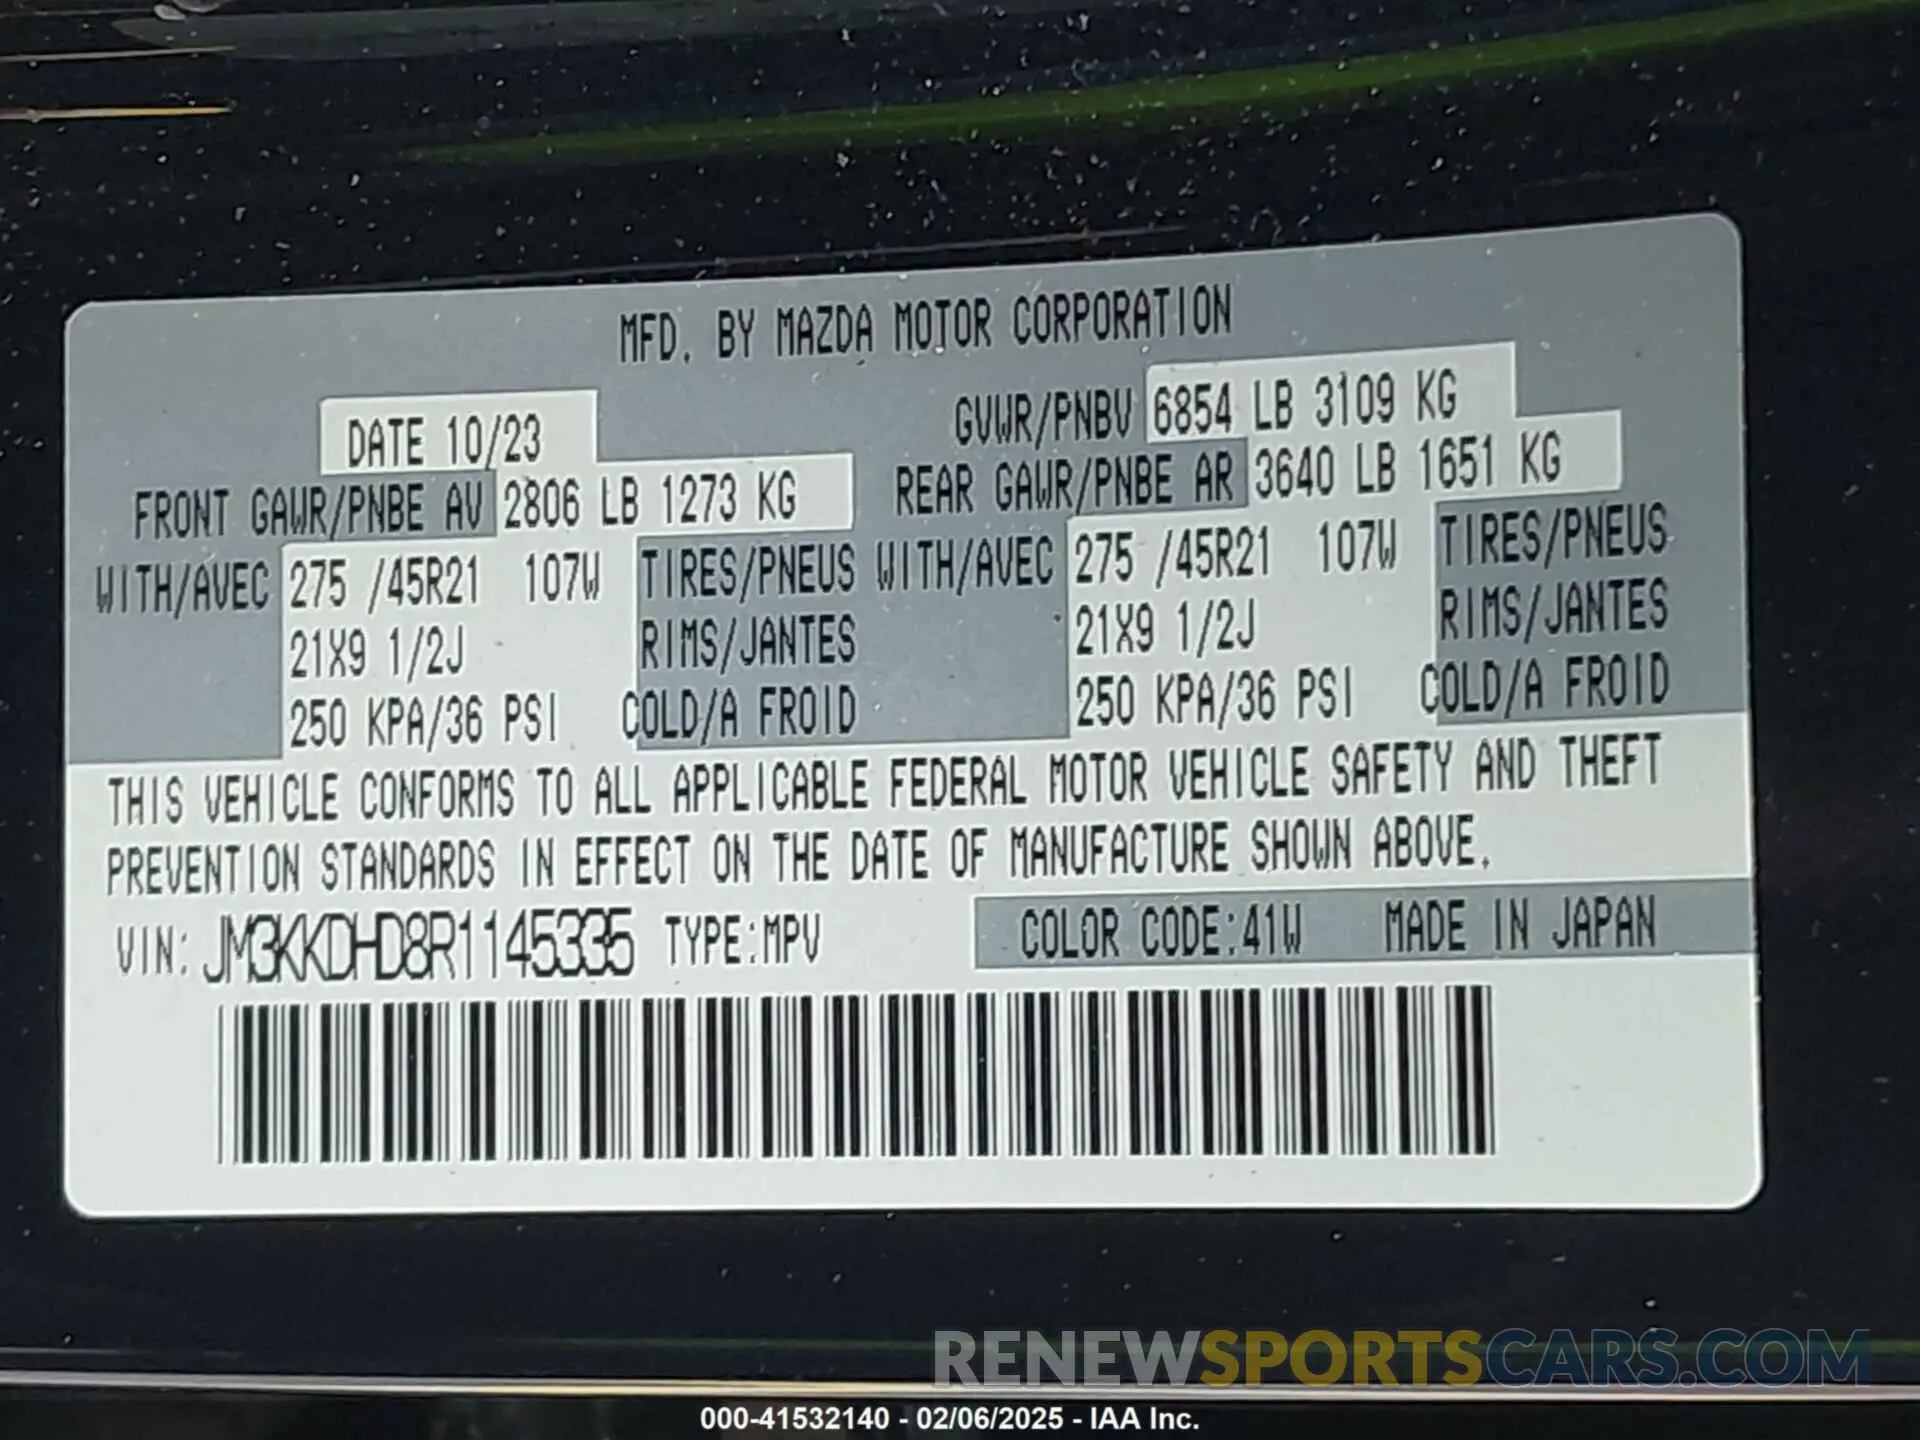 MFD. BY MAZDA MOTOR CORPORATION
DATE 10/23 GVWR/PNBV 6854 LB 3109 KG
FRONT GAWR/PNBE AV 2806 LB 1273 KG REAR GAWR/PNBE AR 3640 LB 1651 KG
WITH/AVEC 275 /45R21 107W TIRES/PNEUS WITH/AVEC 275 /45R21 107W TIRES/PNEUS
21X9 1/2J RIMS/JANTES 21X9 1/2J RIMS/JANTES
250 KPA/36 PSI COLD/A FROID 250 KPA/36 PSI COLD/A FROID
THIS VEHICLE CONFORMS TO ALL APPLICABLE FEDERAL MOTOR VEHICLE SAFETY AND THEFT
PREVENTION STANDARDS IN EFFECT ON THE DATE OF MANUFACTURE SHOWN ABOVE.
VIN: JM3KKDHD8R1145335 TYPE:MPV COLOR CODE:41W MADE IN JAPAN
RENEWSPORTSCARS.COM
000-41532140 - 02/06/2025 - IAA Inc.